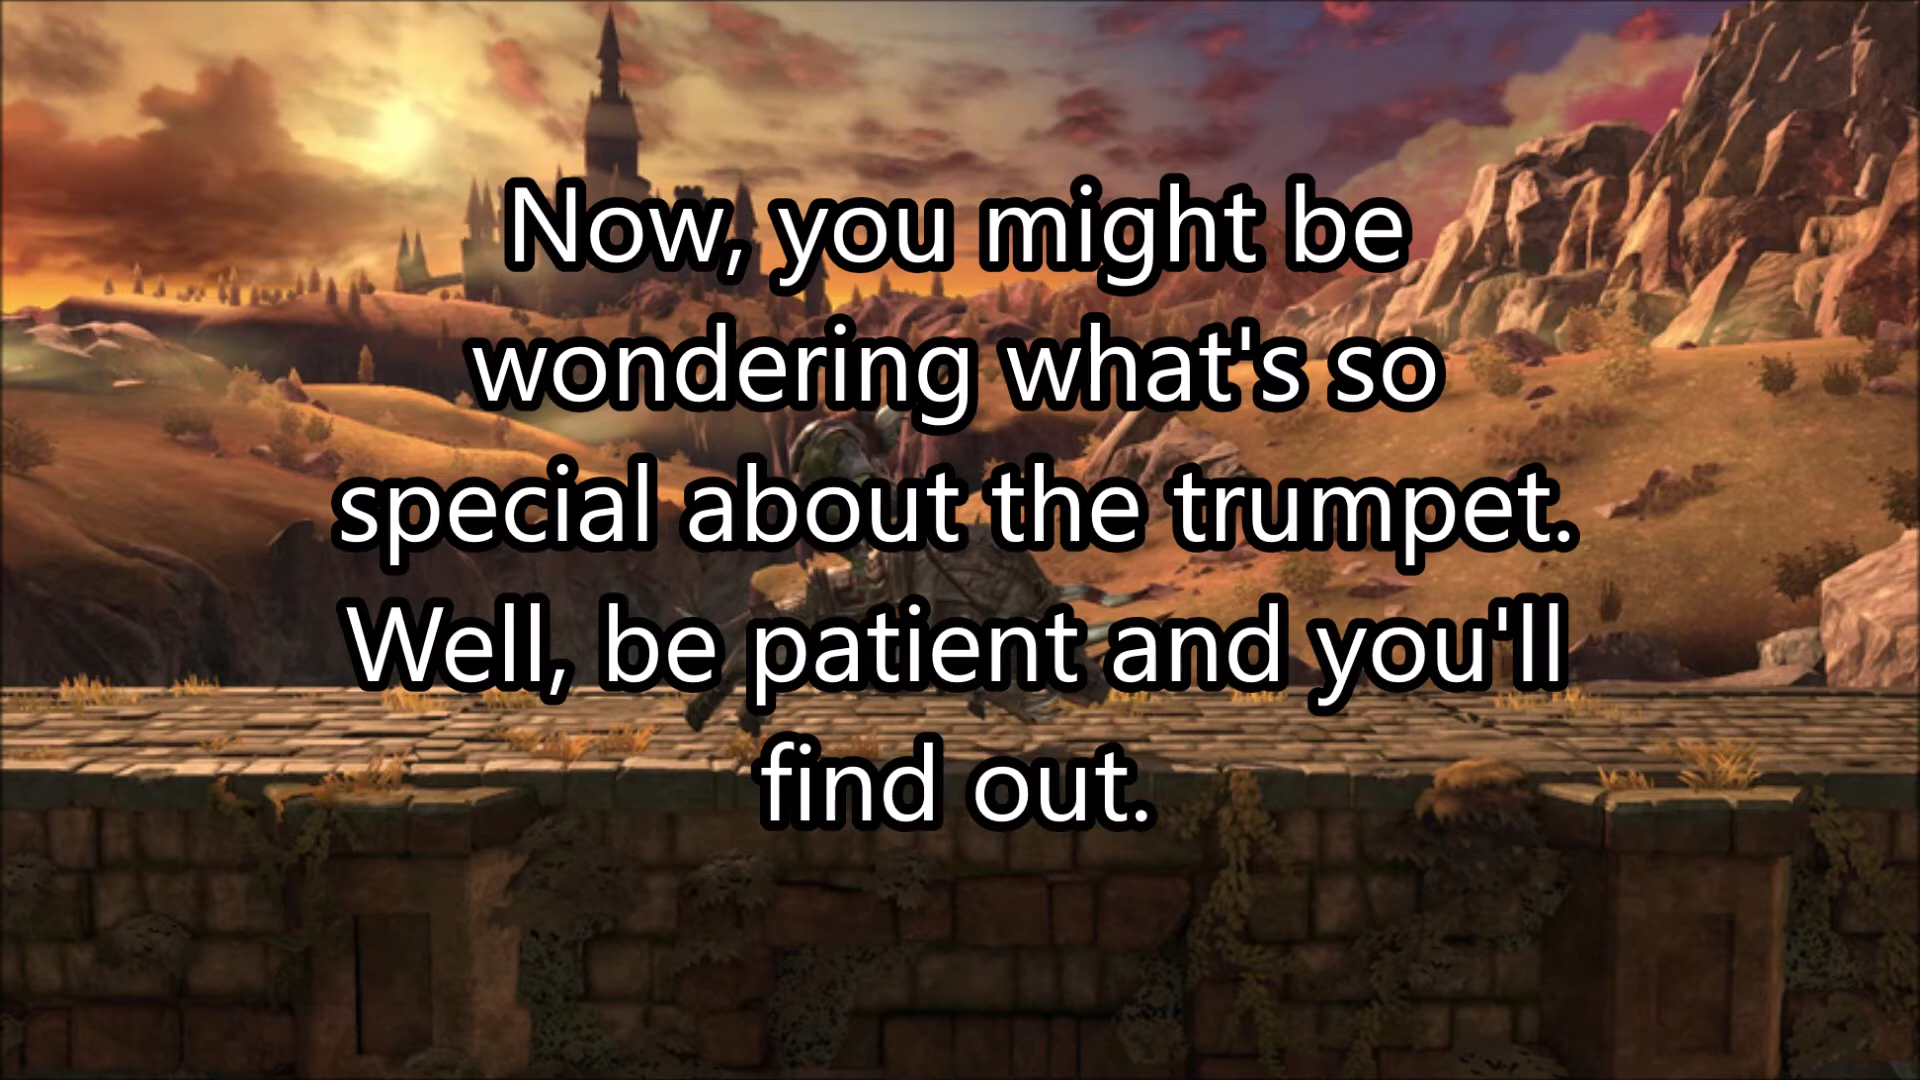 Now, you might be
wondering what's so
special about the trumpet.
Well, be patient and you'll
find out.